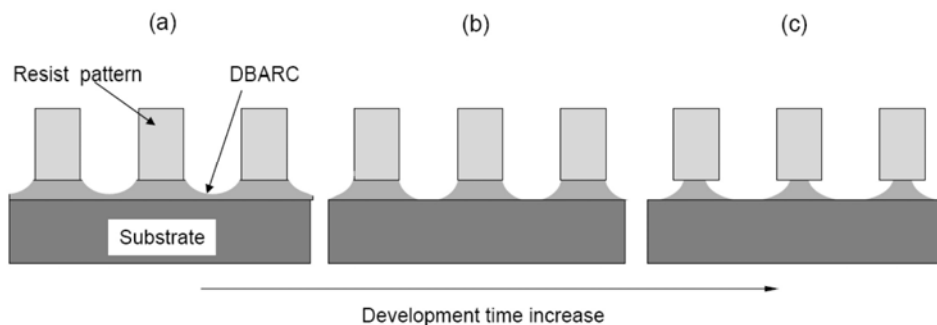 (a) (b) (c)
Resist pattern DBARC
Substrate
Development time increase